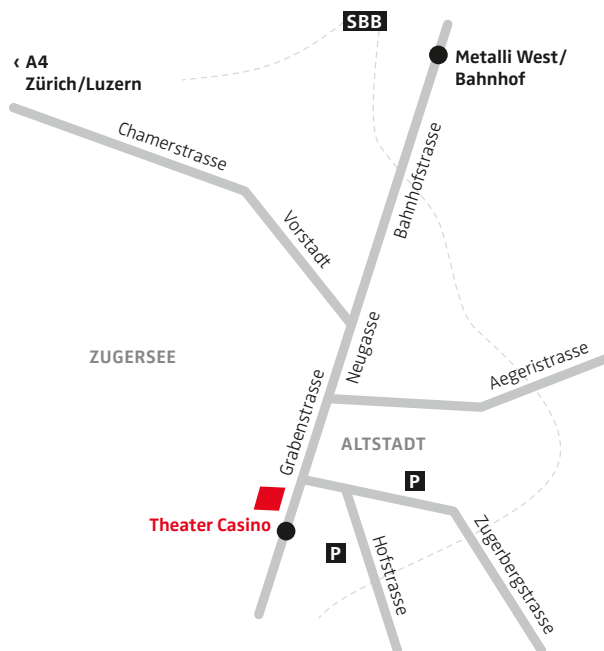 SBB
‹ A4
Zürich/Luzern
Metalli West/
Bahnhof
Chamerstrasse
Bahnhofstrasse
Vorstadt
ZUGERSEE
Neugasse
Aegeristrasse
Grabenstrasse
ALTSTADT
P
Theater Casino
P
Hofstrasse
Zugerbergstrasse